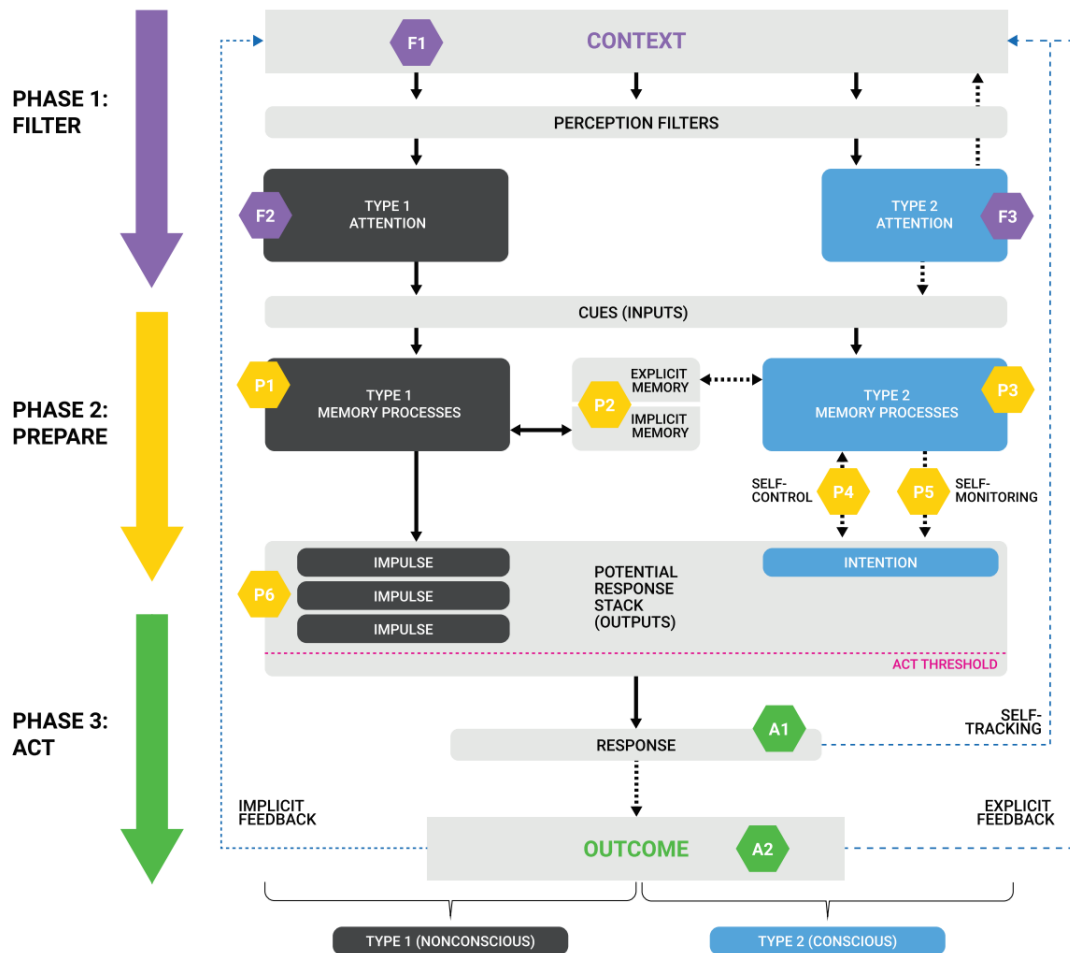 F1
CONTEXT
PHASE 1:
FILTER
PERCEPTION FILTERS
F2
TYPE 1
ATTENTION
TYPE 2
ATTENTION
F3
CUES (INPUTS)
PHASE 2:
PREPARE
P1
TYPE 1
MEMORY PROCESSES
EXPLICIT
MEMORY
P2
IMPLICIT
MEMORY
TYPE 2
MEMORY PROCESSES
P3
SELF-
CONTROL
P4
P5
SELF-
MONITORING
P6
IMPULSE
IMPULSE
IMPULSE
POTENTIAL
RESPONSE
STACK
(OUTPUTS)
INTENTION
ACT THRESHOLD
PHASE 3:
ACT
RESPONSE
A1
SELF-
TRACKING
IMPLICIT
FEEDBACK
EXPLICIT
FEEDBACK
OUTCOME
A2
TYPE 1 (NONCONSCIOUS)
TYPE 2 (CONSCIOUS)